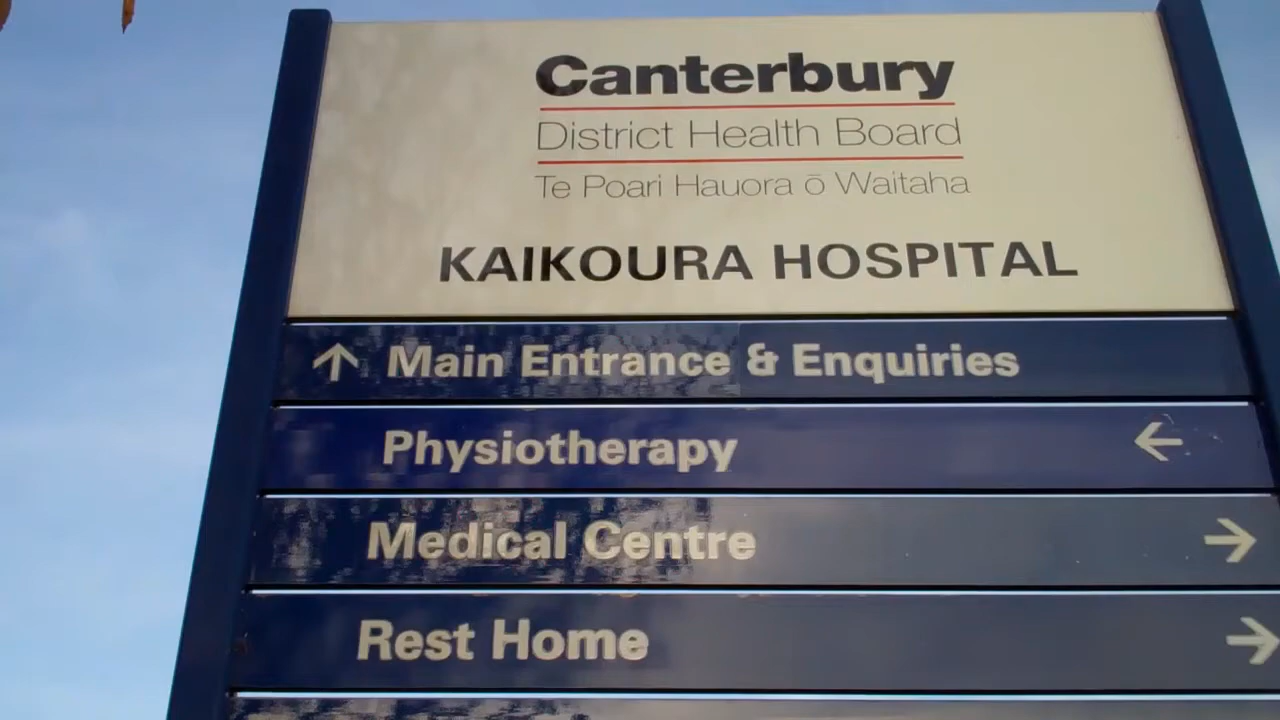 Canterbury
District Health Board
Te Poari Hauora ō Waitaha
KAIKOURA HOSPITAL
↑ Main Entrance & Enquiries
Physiotherapy ←
Medical Centre →
Rest Home →